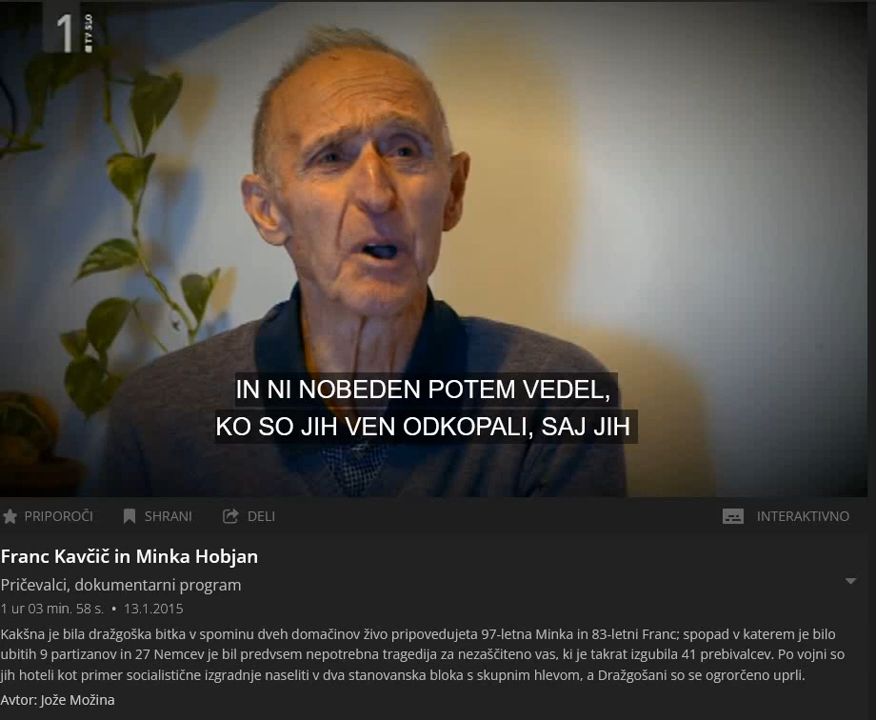 1
TV SLO
IN NI NOBEDEN POTEM VEDEL,
KO SO JIH VEN ODKOPALI, SAJ JIH
PRIPOROČI SHRANI DELI INTERAKTIVNO
Franc Kavčič in Minka Hobjan
Pričevalci, dokumentarni program
1 ur 03 min. 58 s. • 13.1.2015
Kakšna je bila dražgoška bitka v spominu dveh domačinov živo pripovedujeta 97-letna Minka in 83-letni Franc; spopad v katerem je bilo
ubitih 9 partizanov in 27 Nemcev je bil predvsem nepotrebna tragedija za nezaščiteno vas, ki je takrat izgubila 41 prebivalcev. Po vojni so
jih hoteli kot primer socialistične izgradnje naseliti v dva stanovanska bloka s skupnim hlevom, a Dražgošani so se ogrorčeno uprli.
Avtor: Jože Možina